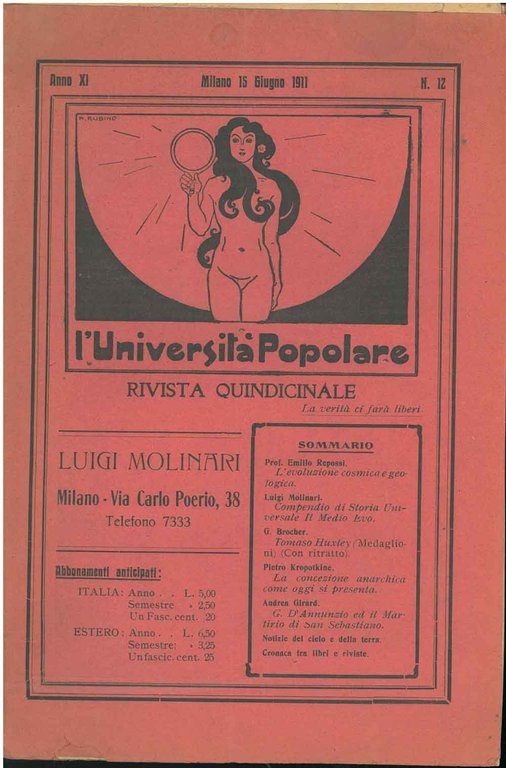 Anno XI Milano 15 Giugno 1911 N. 12
A. RUBINO
l'Università Popolare
RIVISTA QUINDICINALE
La verità ci farà liberi
LUIGI MOLINARI
Milano - Via Carlo Poerio, 38
Telefono 7333
Abbonamenti anticipati:
ITALIA: Anno . . L. 5,00
Semestre » 2,50
Un Fasc. cent. 20
ESTERO: Anno . . L. 6,50
Semestre: » 3,25
Un fascic. cent. 25
SOMMARIO
Prof. Emilio Repossi.
L'evoluzione cosmica e geo-
logica.
Luigi Molinari.
Compendio di Storia Uni-
versale Il Medio Evo.
G. Brocher.
Tomaso Huxley (Medaglio-
ni) (Con ritratto).
Pietro Kropotkine.
La concezione anarchica
come oggi si presenta.
Andrea Girard.
G. D'Annunzio ed il Mar-
tirio di San Sebastiano.
Notizie del cielo e della terra.
Cronaca tra libri e riviste.